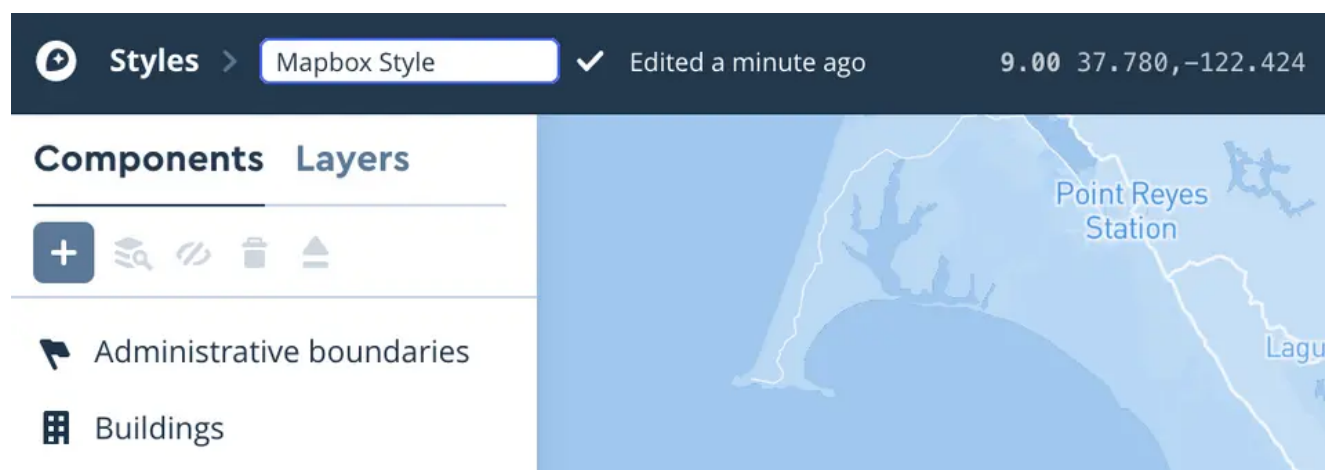 Styles > Mapbox Style Edited a minute ago 9.00 37.780,-122.424
Components Layers
Point Reyes
Station
Administrative boundaries
Lagu
Buildings